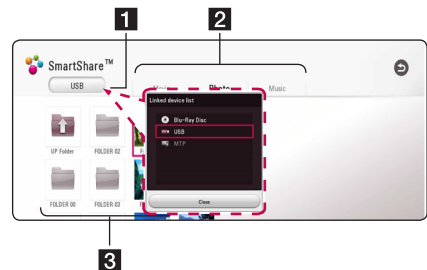 1
2
SmartShare™
USB
Photo
Music
Linked device list
Blu-Ray Disc
USB
MTP
Close
UP Folder
FOLDER 02
FOLDER 00
FOLDER 03
3